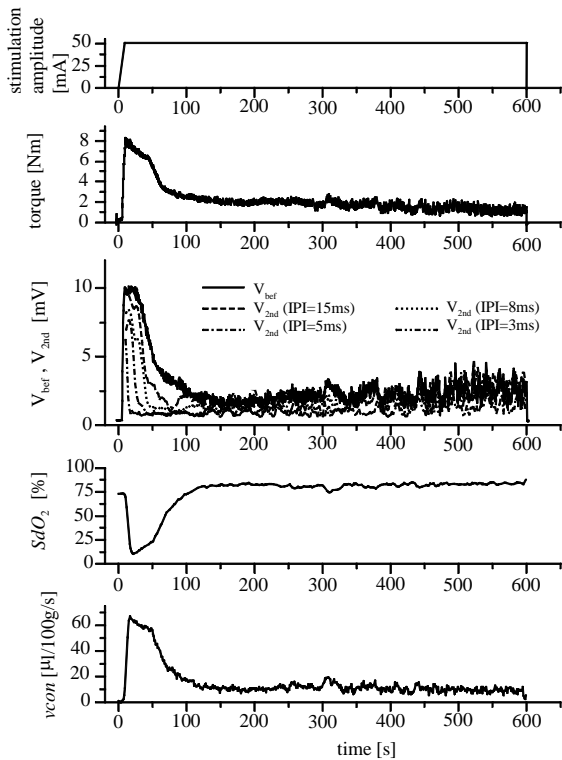 stimulation
amplitude
[mA]
50
25
0
0 100 200 300 400 500 600
torque [Nm]
8
6
4
2
0
0 100 200 300 400 500 600
V_bef , V_2nd [mV]
10
5
0
V_bef
V_2nd (IPI=15ms) V_2nd (IPI=8ms)
V_2nd (IPI=5ms) V_2nd (IPI=3ms)
0 100 200 300 400 500 600
SdO_2 [%]
100
75
50
25
0
0 100 200 300 400 500 600
vcon [µl]/100g/s
60
40
20
0
0 100 200 300 400 500 600
time [s]